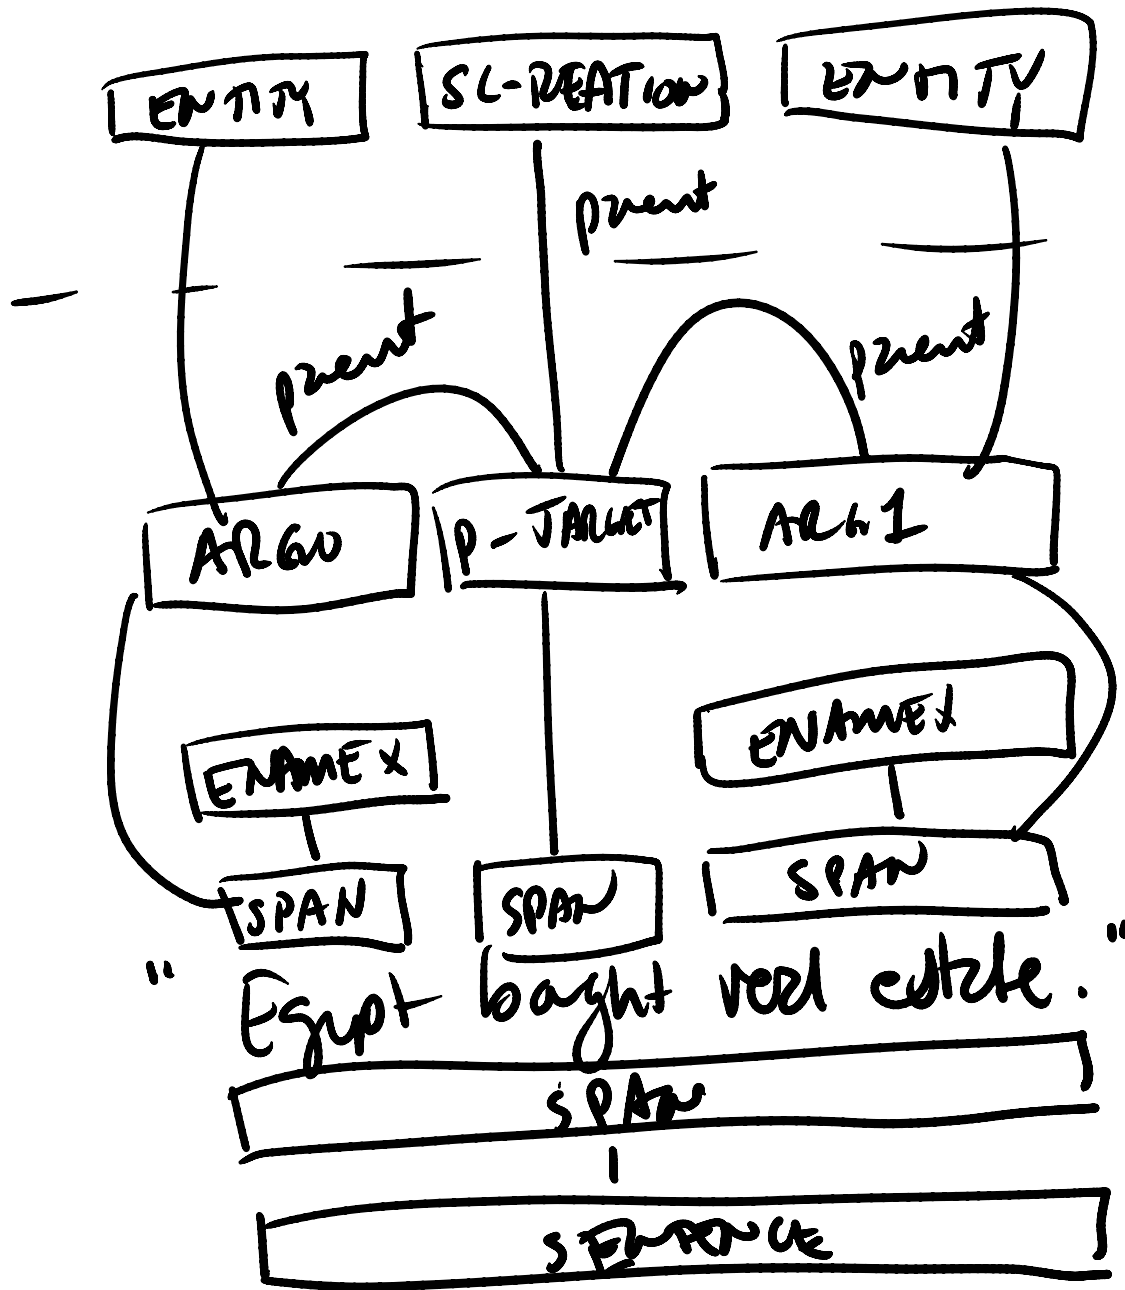 ENTITY SL-REATION ENTITY
parent
parent parent
ARG0 P-TARGET ARG1
ENAMEX ENAMEX
SPAN SPAN SPAN
"Egypt bought real estate."
SPAN
SENTENCE